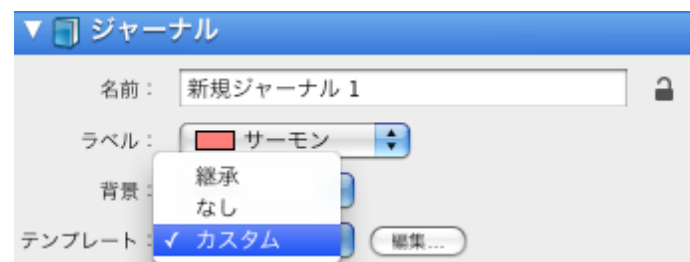 ジャーナル
名前： 新規ジャーナル 1
ラベル： サーモン
継承
背景：
なし
テンプレート： ✓ カスタム 編集...